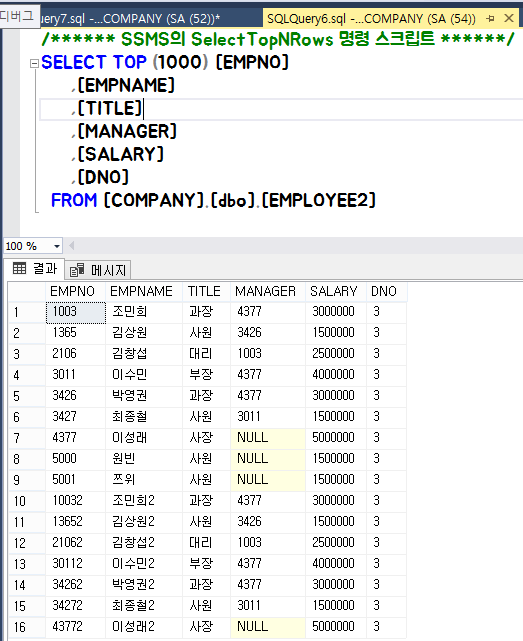 디버그
uery7.sql -...COMPANY (SA (52))*
SQLQuery6.sql -...COMPANY (SA (54))
/****** SSMS의 SelectTopNRows 명령 스크립트 ******/
SELECT TOP (1000) [EMPNO]
,[EMPNAME]
,[TITLE]
,[MANAGER]
,[SALARY]
,[DNO]
FROM [COMPANY].[dbo].[EMPLOYEE2]
100 %
결과 메시지
EMPNO EMPNAME TITLE MANAGER SALARY DNO
1 1003 조민희 과장 4377 3000000 3
2 1365 김상원 사원 3426 1500000 3
3 2106 김창섭 대리 1003 2500000 3
4 3011 이수민 부장 4377 4000000 3
5 3426 박영권 과장 4377 3000000 3
6 3427 최종철 사원 3011 1500000 3
7 4377 이성래 사장 NULL 5000000 3
8 5000 원빈 사원 NULL 1500000 3
9 5001 쯔위 사원 NULL 1500000 3
10 10032 조민희2 과장 4377 3000000 3
11 13652 김상원2 사원 3426 1500000 3
12 21062 김창섭2 대리 1003 2500000 3
13 30112 이수민2 부장 4377 4000000 3
14 34262 박영권2 과장 4377 3000000 3
15 34272 최종철2 사원 3011 1500000 3
16 43772 이성래2 사장 NULL 5000000 3